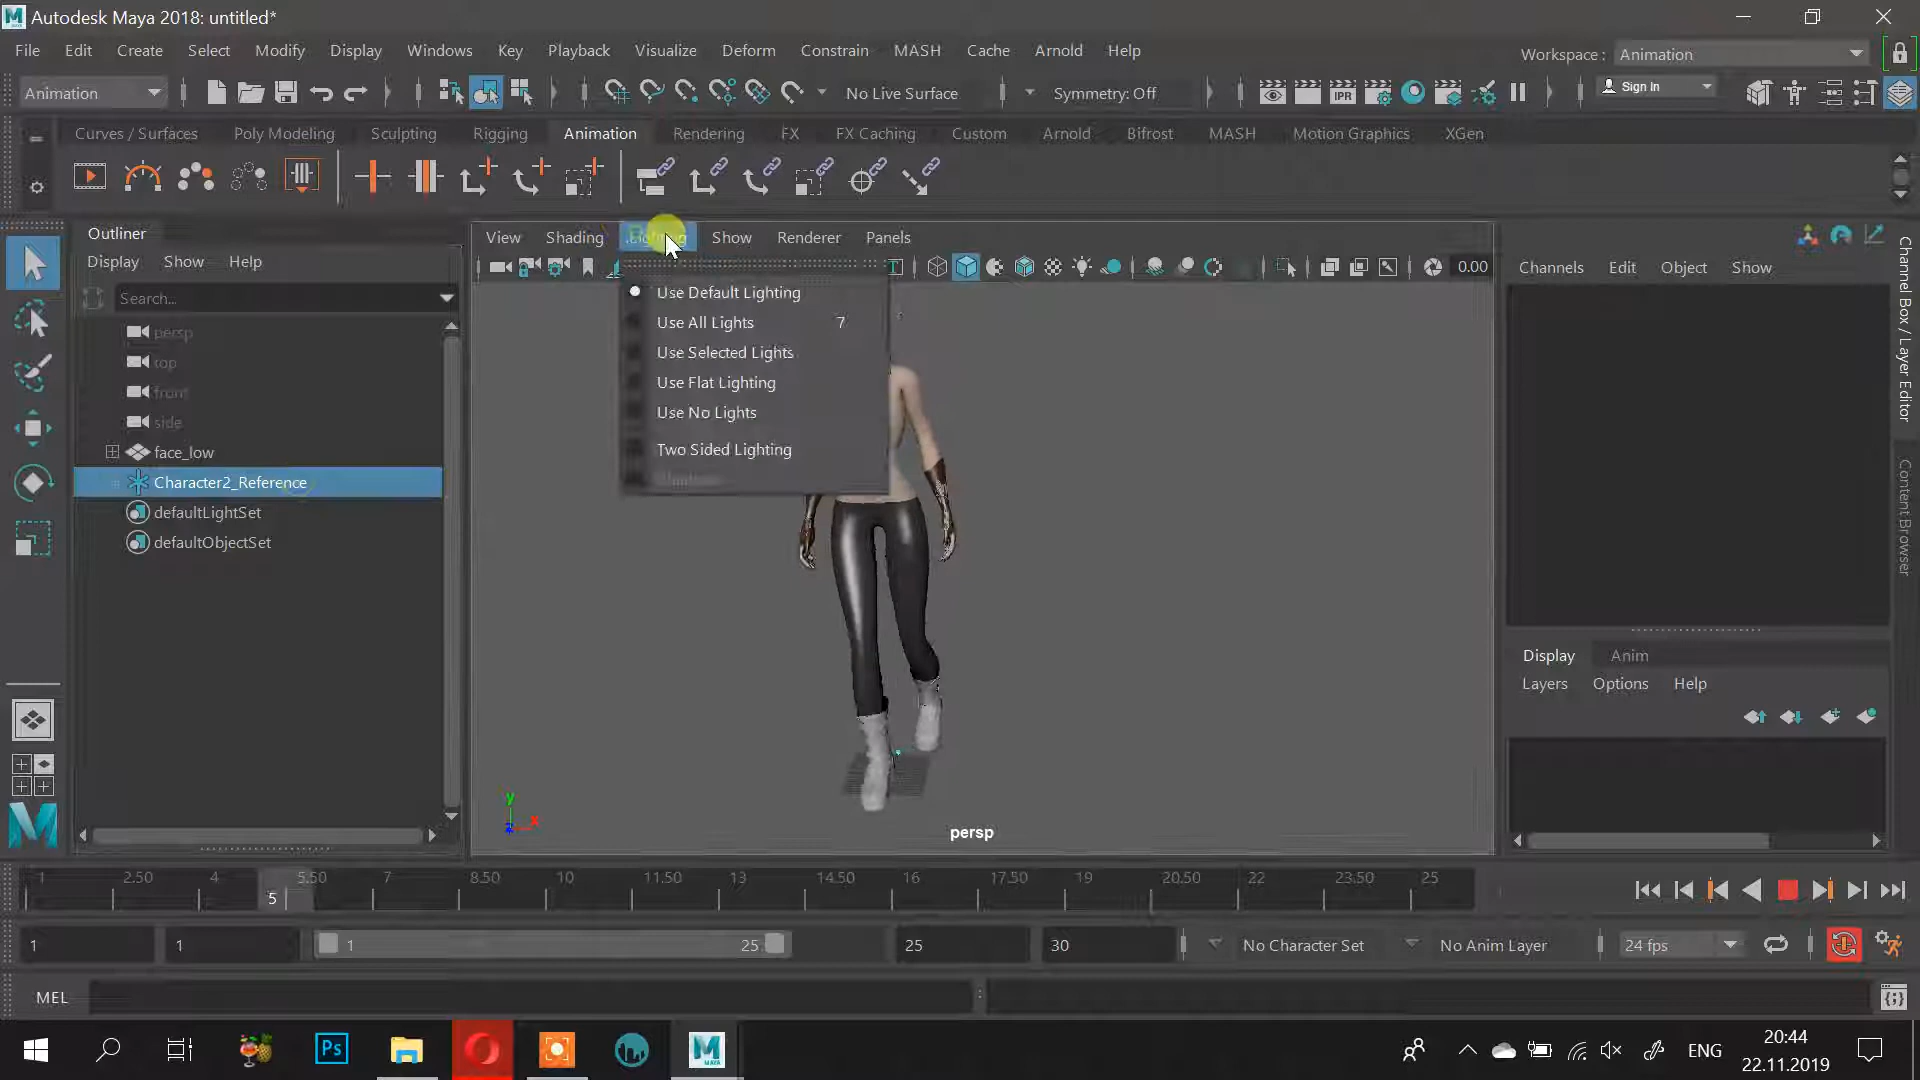 Autodesk Maya 2018: untitled*
File Edit Create Select Modify Display Windows Key Playback Visualize Deform Constrain MASH Cache Arnold Help
Workspace : Animation
Animation No Live Surface Symmetry: Off IPR Sign In
Curves / Surfaces Poly Modeling Sculpting Rigging Animation Rendering FX FX Caching Custom Arnold Bifrost MASH Motion Graphics XGen
Outliner
Display Show Help
Search...
persp
top
front
side
face_low
Character2_Reference
defaultLightSet
defaultObjectSet
View Shading Lighting Show Renderer Panels
0.00
Use Default Lighting
Use All Lights 7
Use Selected Lights
Use Flat Lighting
Use No Lights
Two Sided Lighting
y
x
persp
Channels Edit Object Show
Channel Box / Layer Editor
Content Browser
Display Anim
Layers Options Help
1 2.50 4 5.50 7 8.50 10 11.50 13 14.50 16 17.50 19 20.50 22 23.50 25
5
1 1 1 25 25 30 No Character Set No Anim Layer 24 fps
MEL
Ps
M
MAYA
ENG
20:44
22.11.2019